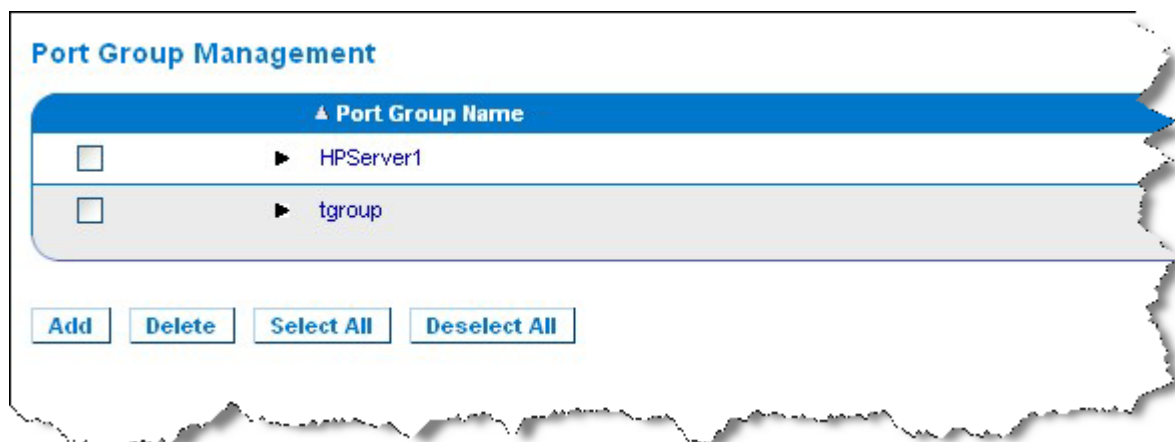 Port Group Management
Port Group Name
HPServer1
tgroup
Add Delete Select All Deselect All